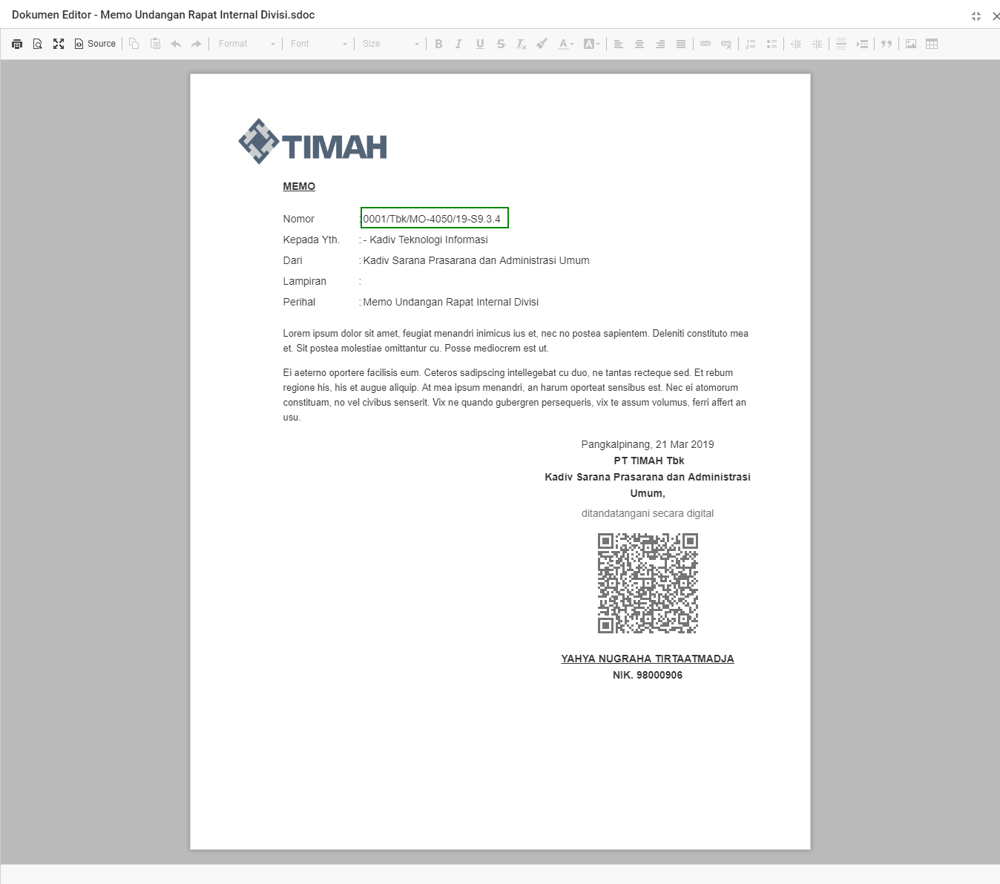 Dokumen Editor - Memo Undangan Rapat Internal Divisi.sdoc
Source Format Font Size B I U S Tx A A
TIMAH
MEMO
Nomor : 0001/Tbk/MO-4050/19-S9.3.4
Kepada Yth. : - Kadiv Teknologi Informasi
Dari : Kadiv Sarana Prasarana dan Administrasi Umum
Lampiran :
Perihal : Memo Undangan Rapat Internal Divisi
Lorem ipsum dolor sit amet, feugiat menandri inimicus ius et, nec no postea sapientem. Deleniti constituto mea
et. Sit postea molestiae omittantur cu. Posse mediocrem est ut.
Ei aeterno oportere facilisis eum. Ceteros sadipscing intellegebat cu duo, ne tantas recteque sed. Et rebum
regione his, his et augue aliquip. At mea ipsum menandri, an harum oporteat sensibus est. Nec ei atomorum
constituam, no vel civibus senserit. Vix ne quando gubergren persequeris, vix te assum volumus, ferri affert an
usu.
Pangkalpinang, 21 Mar 2019
PT TIMAH Tbk
Kadiv Sarana Prasarana dan Administrasi
Umum,
ditandatangani secara digital
YAHYA NUGRAHA TIRTAATMADJA
NIK. 98000906